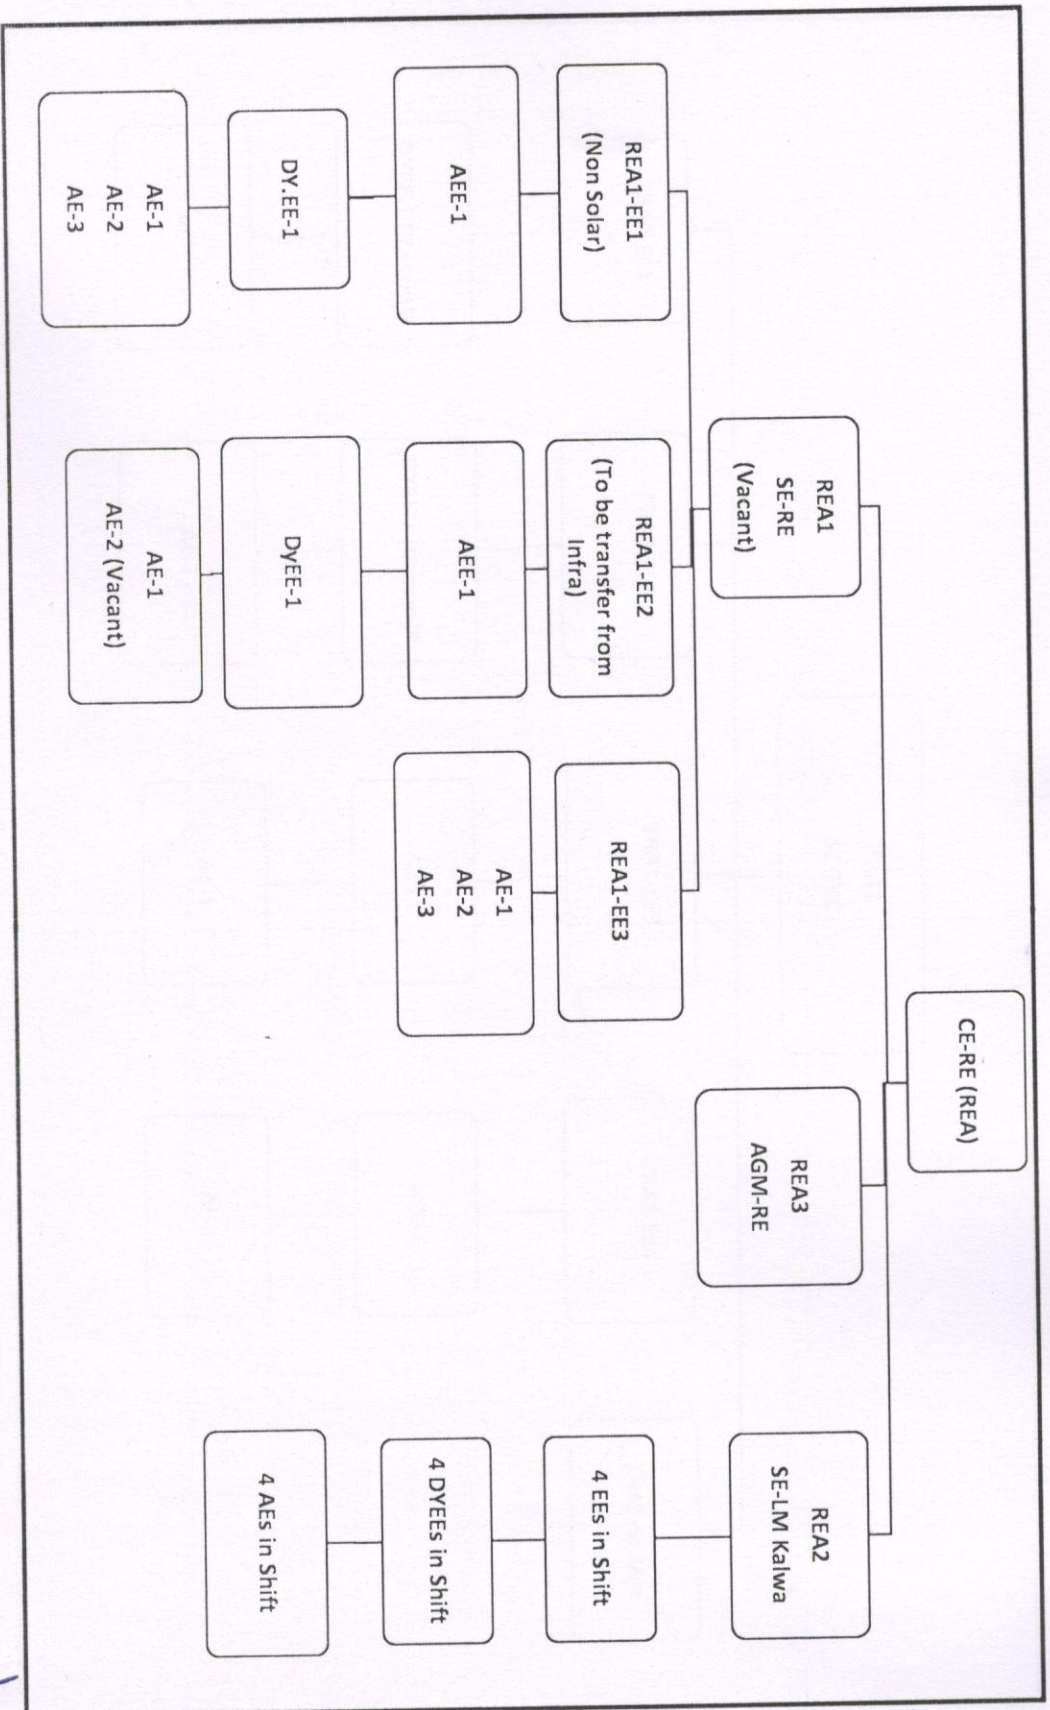 CE-RE (REA)
REA1
SE-RE
(Vacant)
REA3
AGM-RE
REA2
SE-LM Kalwa
REA1-EE1
(Non Solar)
REA1-EE2
(To be transfer from
Infra)
REA1-EE3
4 EEs in Shift
AEE-1
AEE-1
AE-1
AE-2
AE-3
4 DYEEs in Shift
DY.EE-1
DyEE-1
4 AEs in Shift
AE-1
AE-2
AE-3
AE-1
AE-2 (Vacant)